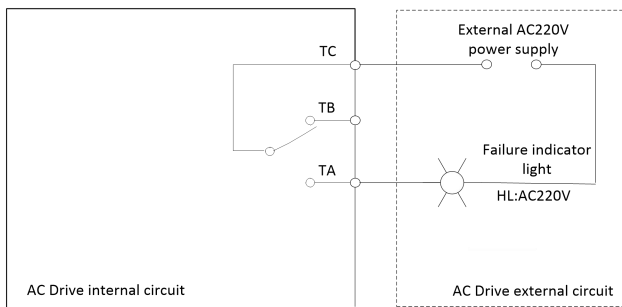 External AC220V
power supply
TC
TB
TA
Failure indicator
light
HL:AC220V
AC Drive internal circuit
AC Drive external circuit